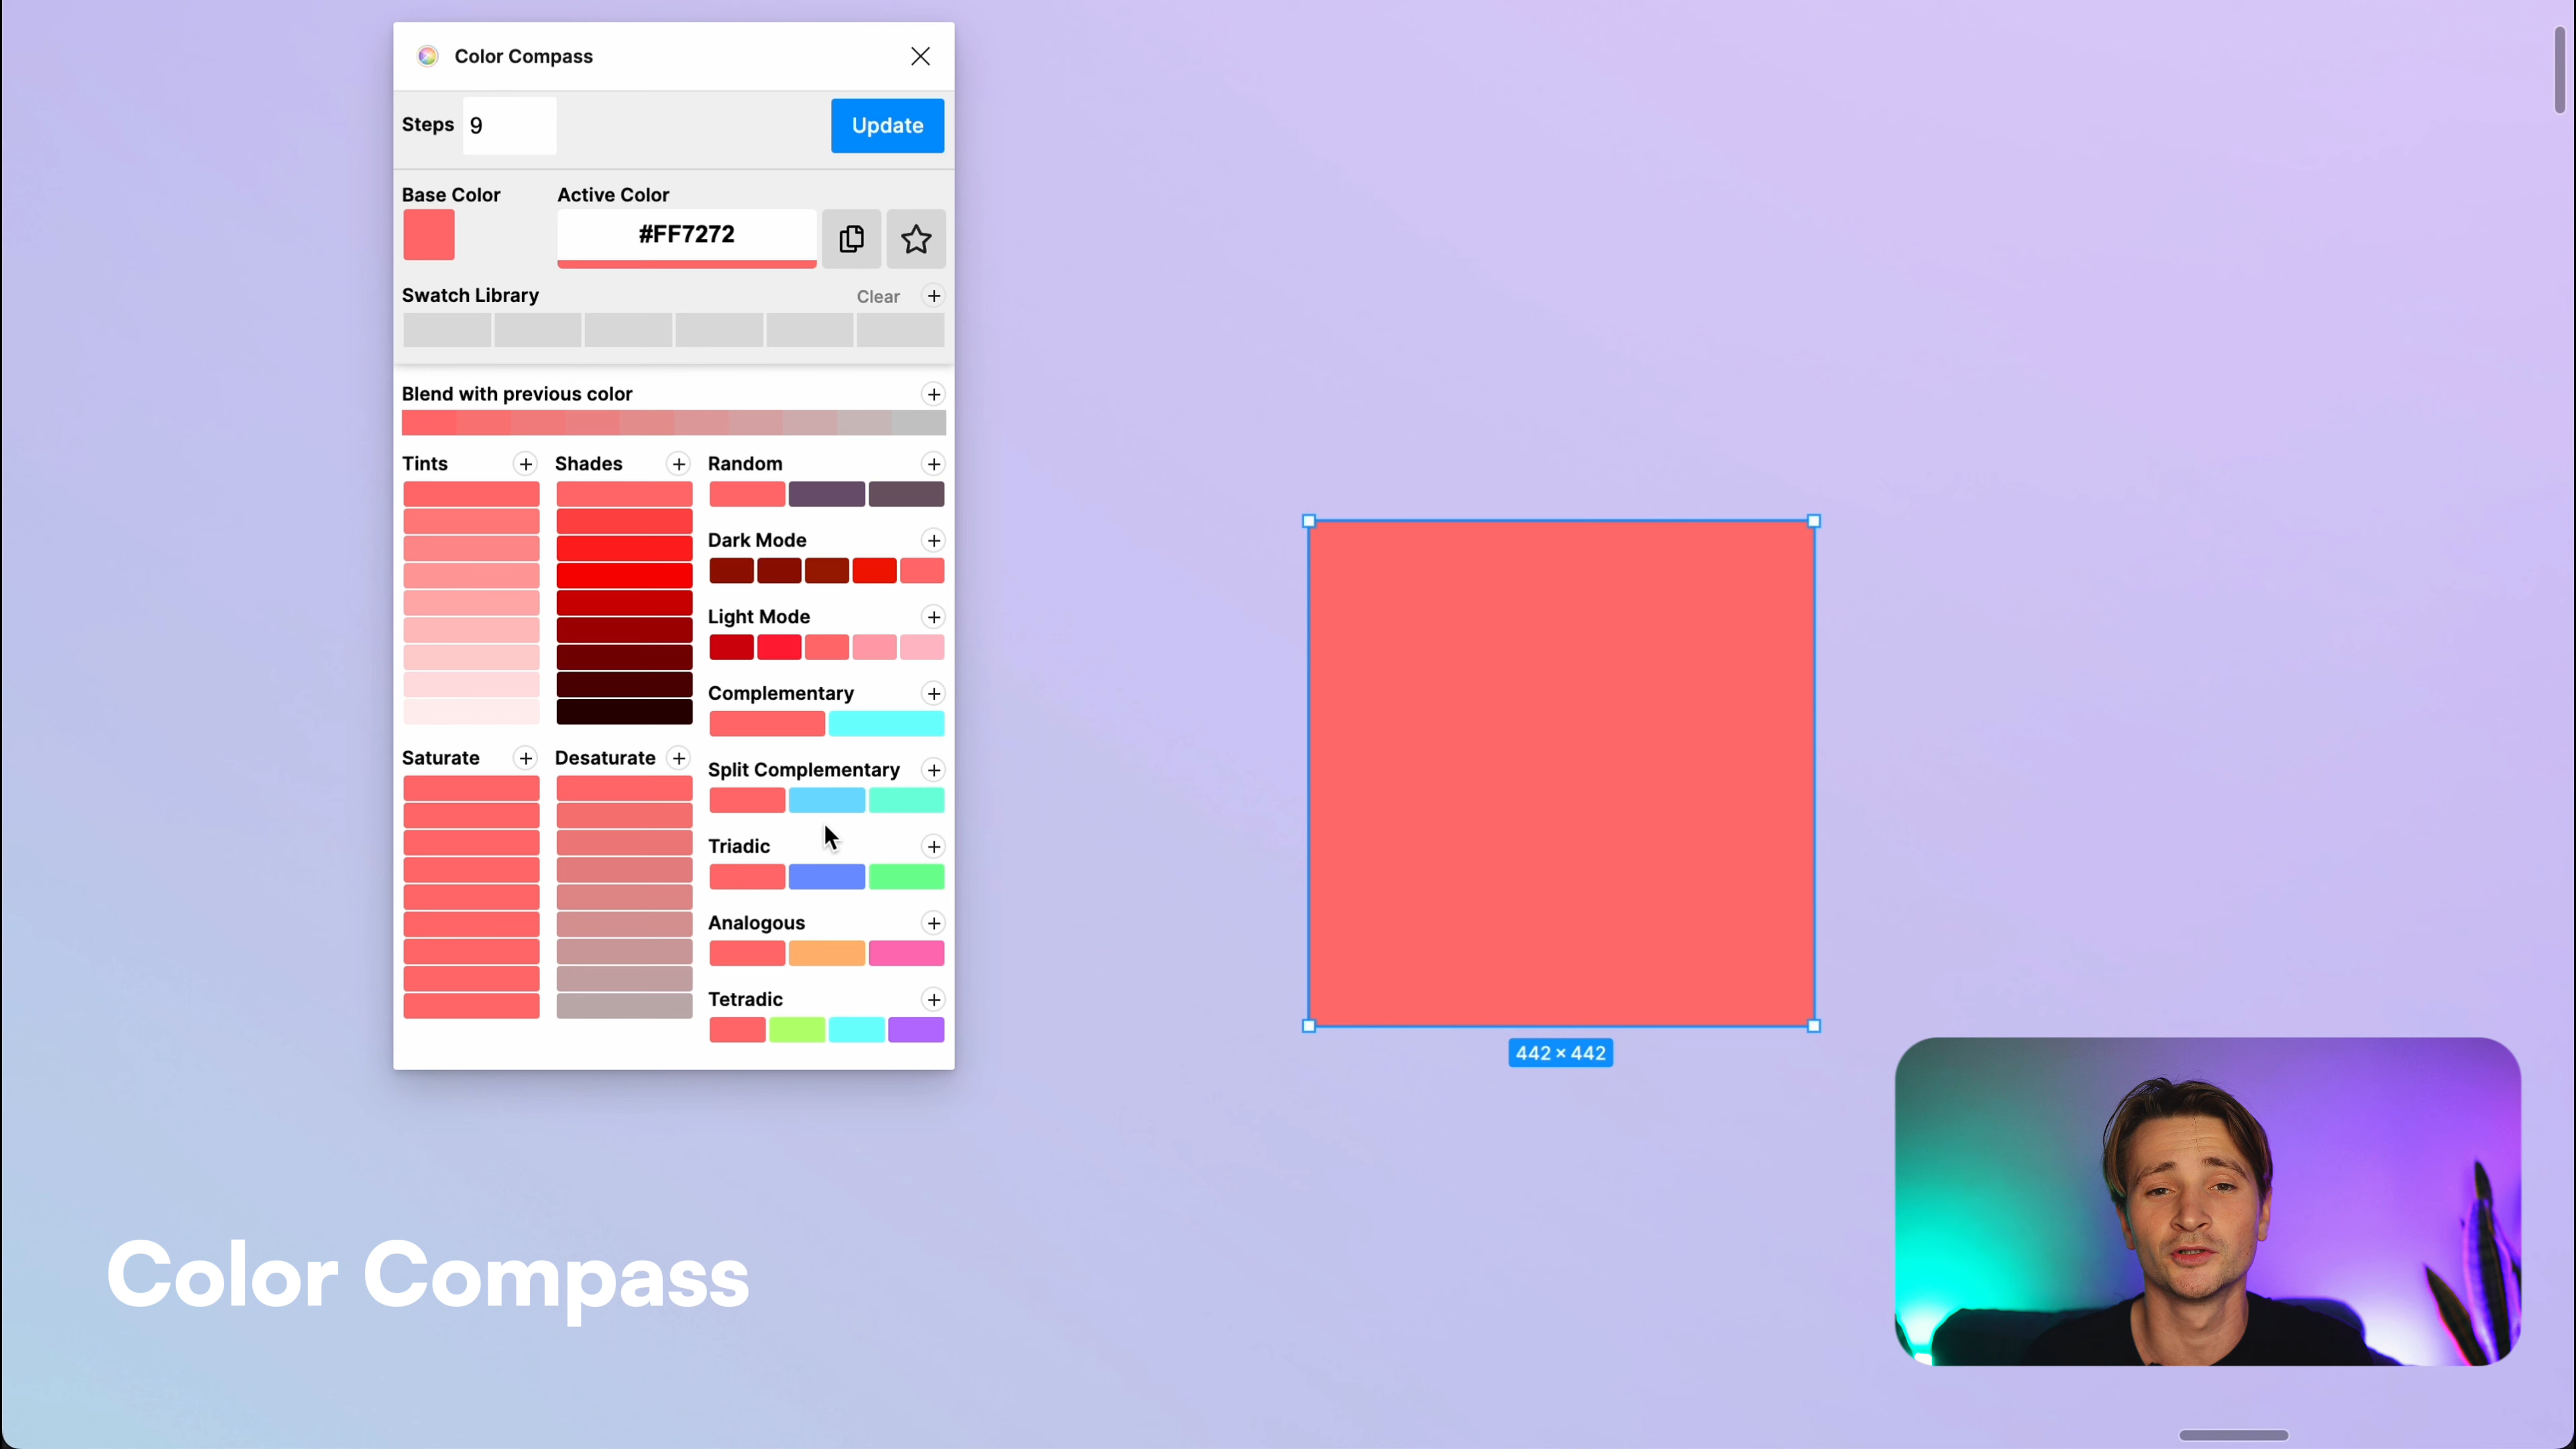 Color Compass
Steps 9
Update
Base Color
Active Color
#FF7272
Swatch Library
Clear
Blend with previous color
Tints
Shades
Random
Dark Mode
Light Mode
Complementary
Saturate
Desaturate
Split Complementary
Triadic
Analogous
Tetradic
442 × 442
Color Compass